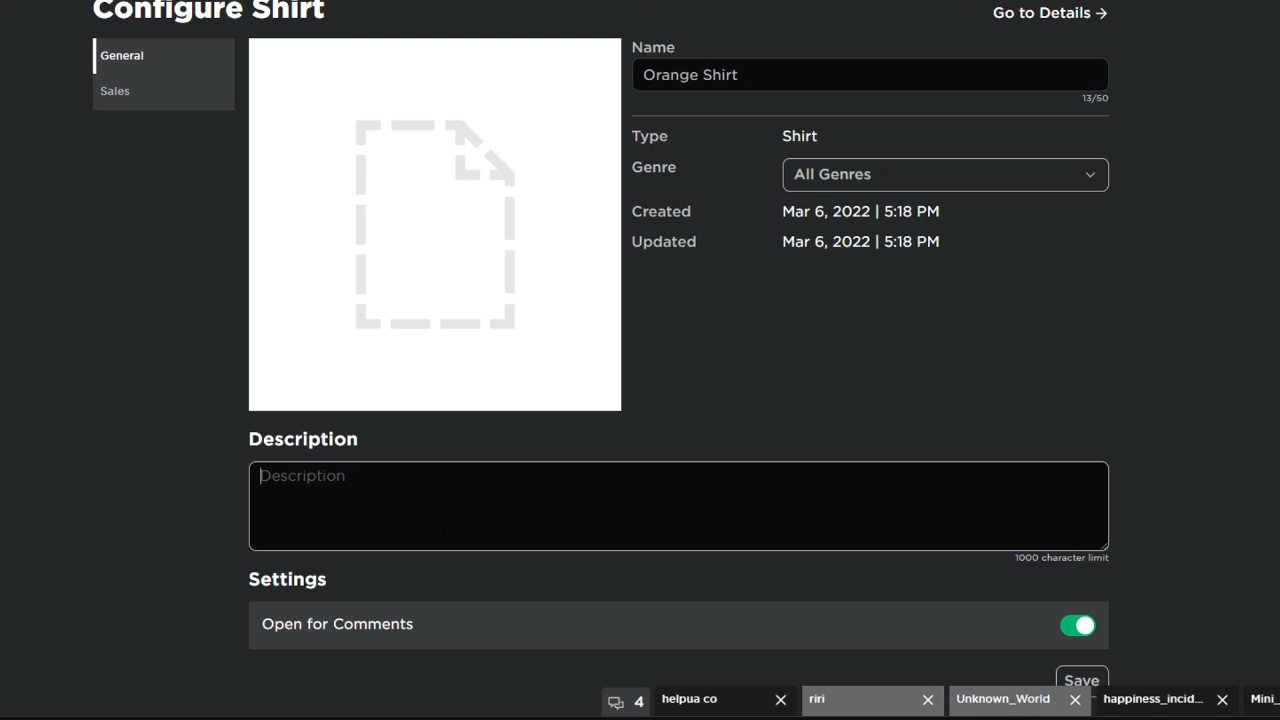 Configure Shirt
Go to Details →
General
Sales
Name
Orange Shirt
13/50
Type Shirt
Genre All Genres
Created Mar 6, 2022 | 5:18 PM
Updated Mar 6, 2022 | 5:18 PM
Description
Description
1000 character limit
Settings
Open for Comments
Save
4 helpua co riri Unknown_World happiness_incid... Mini_